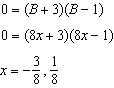 0 = (B + 3)(B − 1)
0 = (8x + 3)(8x − 1)
x = −3/8, 1/8